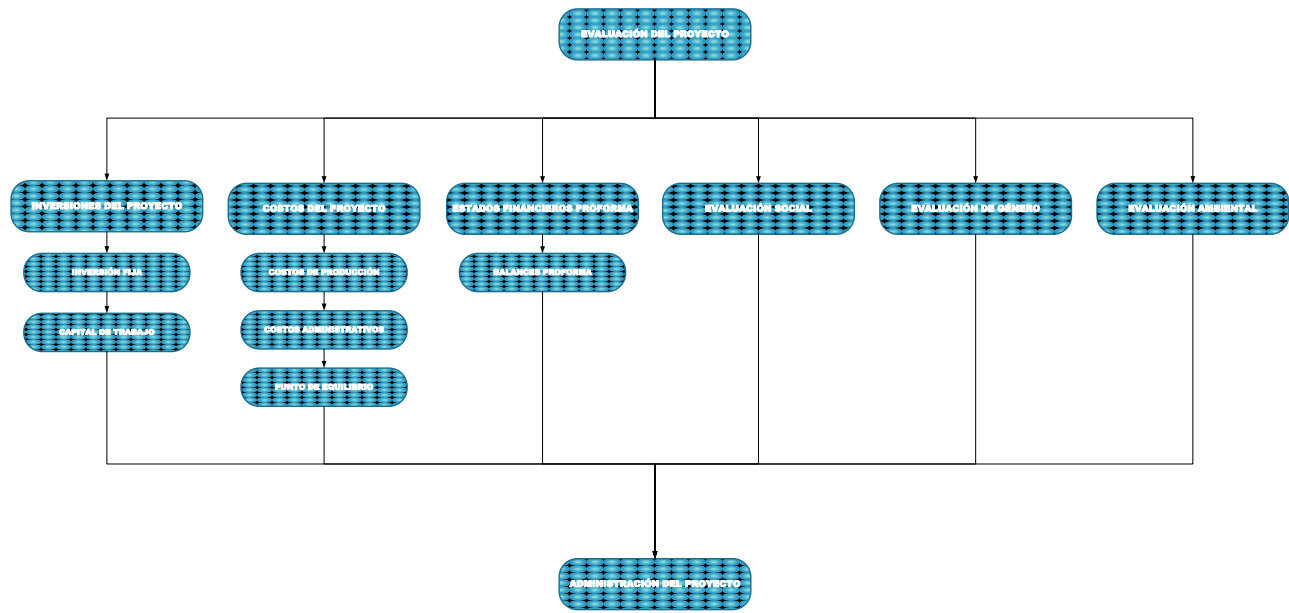 EVALUACIÓN DEL PROYECTO
INVERSIONES DEL PROYECTO
COSTOS DEL PROYECTO
ESTADOS FINANCIEROS PROFORMA
EVALUACIÓN SOCIAL
EVALUACIÓN DE GÉNERO
EVALUACIÓN AMBIENTAL
INVERSIÓN FIJA
COSTOS DE PRODUCCIÓN
BALANCES PROFORMA
CAPITAL DE TRABAJO
COSTOS ADMINISTRATIVOS
PUNTO DE EQUILIBRIO
ADMINISTRACIÓN DEL PROYECTO